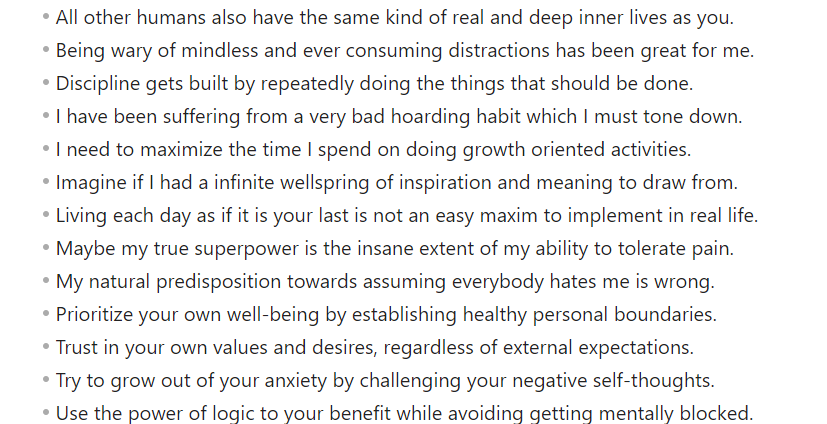 • All other humans also have the same kind of real and deep inner lives as you.
• Being wary of mindless and ever consuming distractions has been great for me.
• Discipline gets built by repeatedly doing the things that should be done.
• I have been suffering from a very bad hoarding habit which I must tone down.
• I need to maximize the time I spend on doing growth oriented activities.
• Imagine if I had a infinite wellspring of inspiration and meaning to draw from.
• Living each day as if it is your last is not an easy maxim to implement in real life.
• Maybe my true superpower is the insane extent of my ability to tolerate pain.
• My natural predisposition towards assuming everybody hates me is wrong.
• Prioritize your own well-being by establishing healthy personal boundaries.
• Trust in your own values and desires, regardless of external expectations.
• Try to grow out of your anxiety by challenging your negative self-thoughts.
• Use the power of logic to your benefit while avoiding getting mentally blocked.